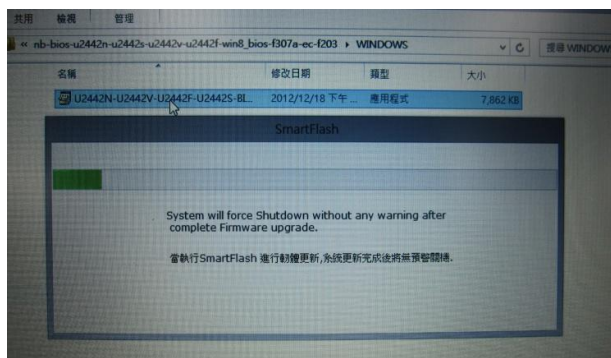 共用 檢視 管理
« nb-bios-u2442n-u2442s-u2442v-u2442f-win8_bios-f307a-ec-f203 ▸ WINDOWS 搜尋 WINDOW
名稱 修改日期 類型 大小
U2442N-U2442V-U2442F-U2442S-BI... 2012/12/18 下午 ... 應用程式 7,862 KB
SmartFlash
System will force Shutdown without any warning after
complete Firmware upgrade.
當執行SmartFlash 進行韌體更新,系統更新完成後將無預警關機.